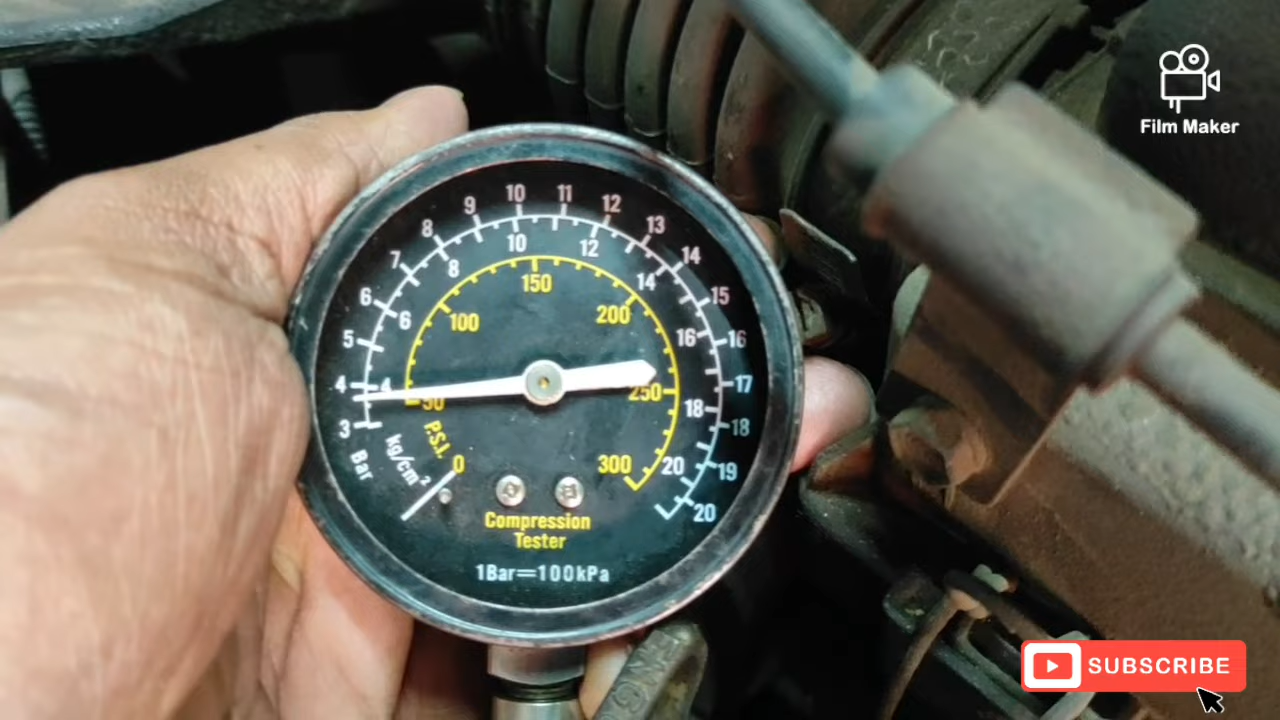 Film Maker
3 4 5 6 7 8 9 10 11 12 13 14 15 16 17 18 19 20
Bar
4 6 8 10 12 14 16 18 20
kg/cm²
0 50 100 150 200 250 300
P.S.I.
Compression
Tester
1Bar=100kPa
SUBSCRIBE